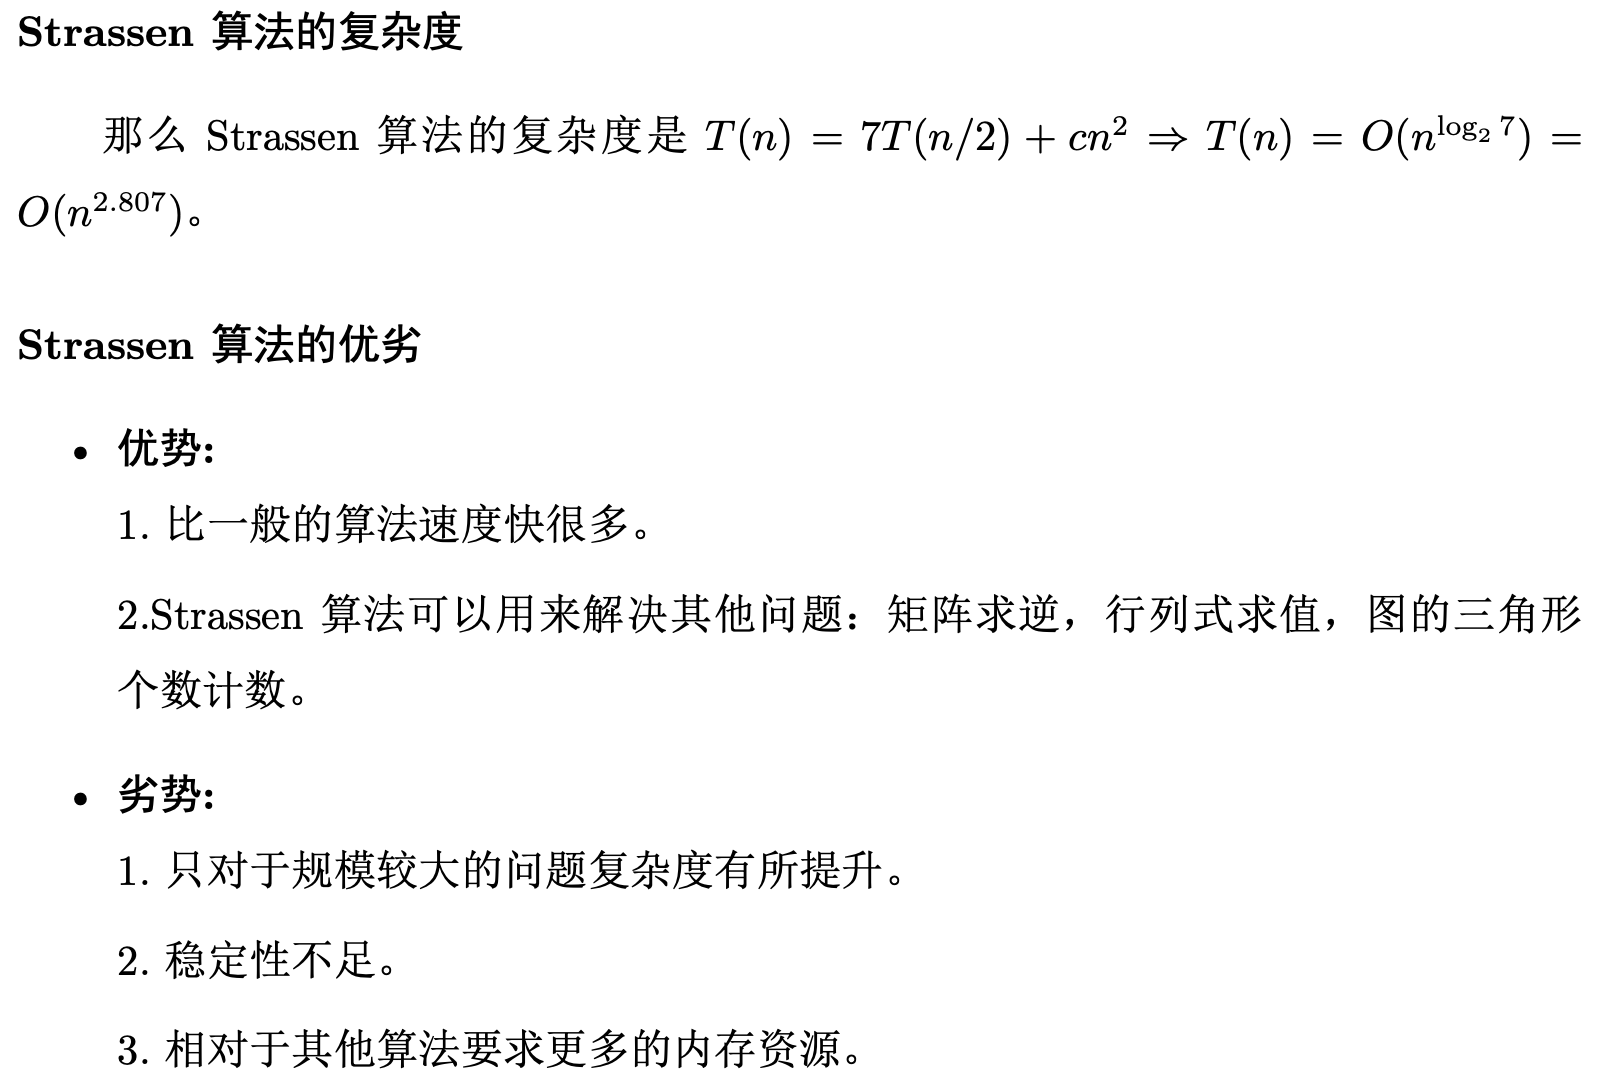 Strassen 算法的复杂度
那么 Strassen 算法的复杂度是 T(n) = 7T(n/2) + cn² ⇒ T(n) = O(n^{log₂ 7}) =
O(n^{2.807})。
Strassen 算法的优劣
• 优势:
1. 比一般的算法速度快很多。
2.Strassen 算法可以用来解决其他问题：矩阵求逆，行列式求值，图的三角形
个数计数。
• 劣势:
1. 只对于规模较大的问题复杂度有所提升。
2. 稳定性不足。
3. 相对于其他算法要求更多的内存资源。